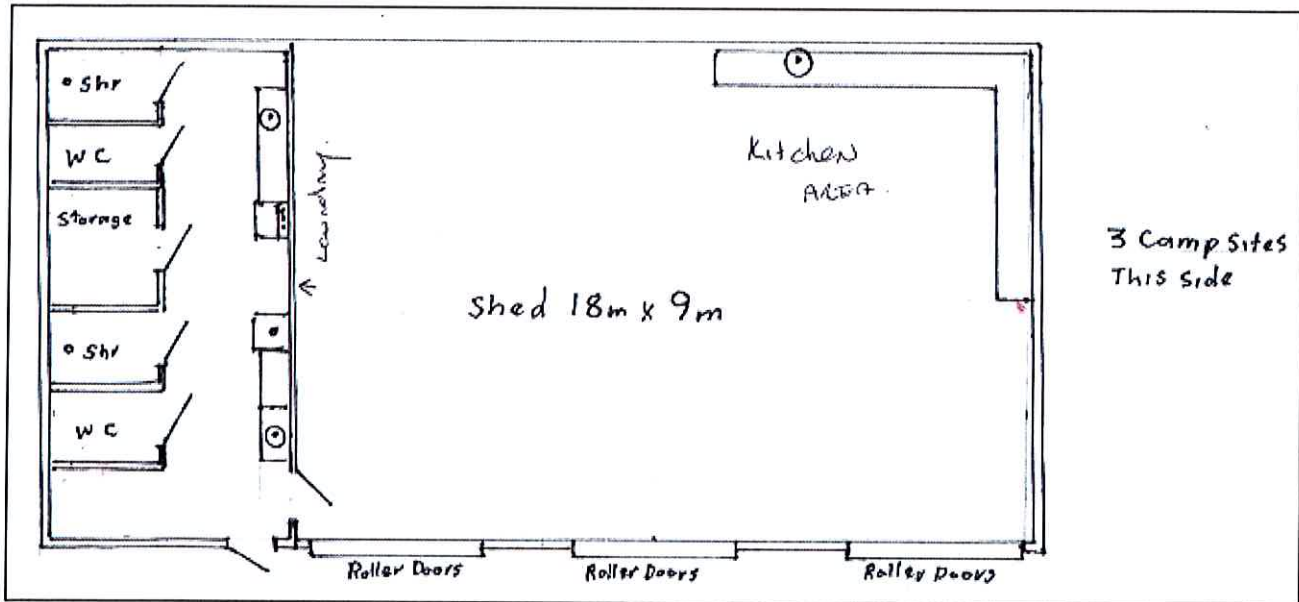 Shr
WC
Storage
Shr
WC
Laundry
Kitchen
AREA
Shed 18m x 9m
3 Camp Sites
This Side
Roller Doors
Roller Doors
Roller Doors